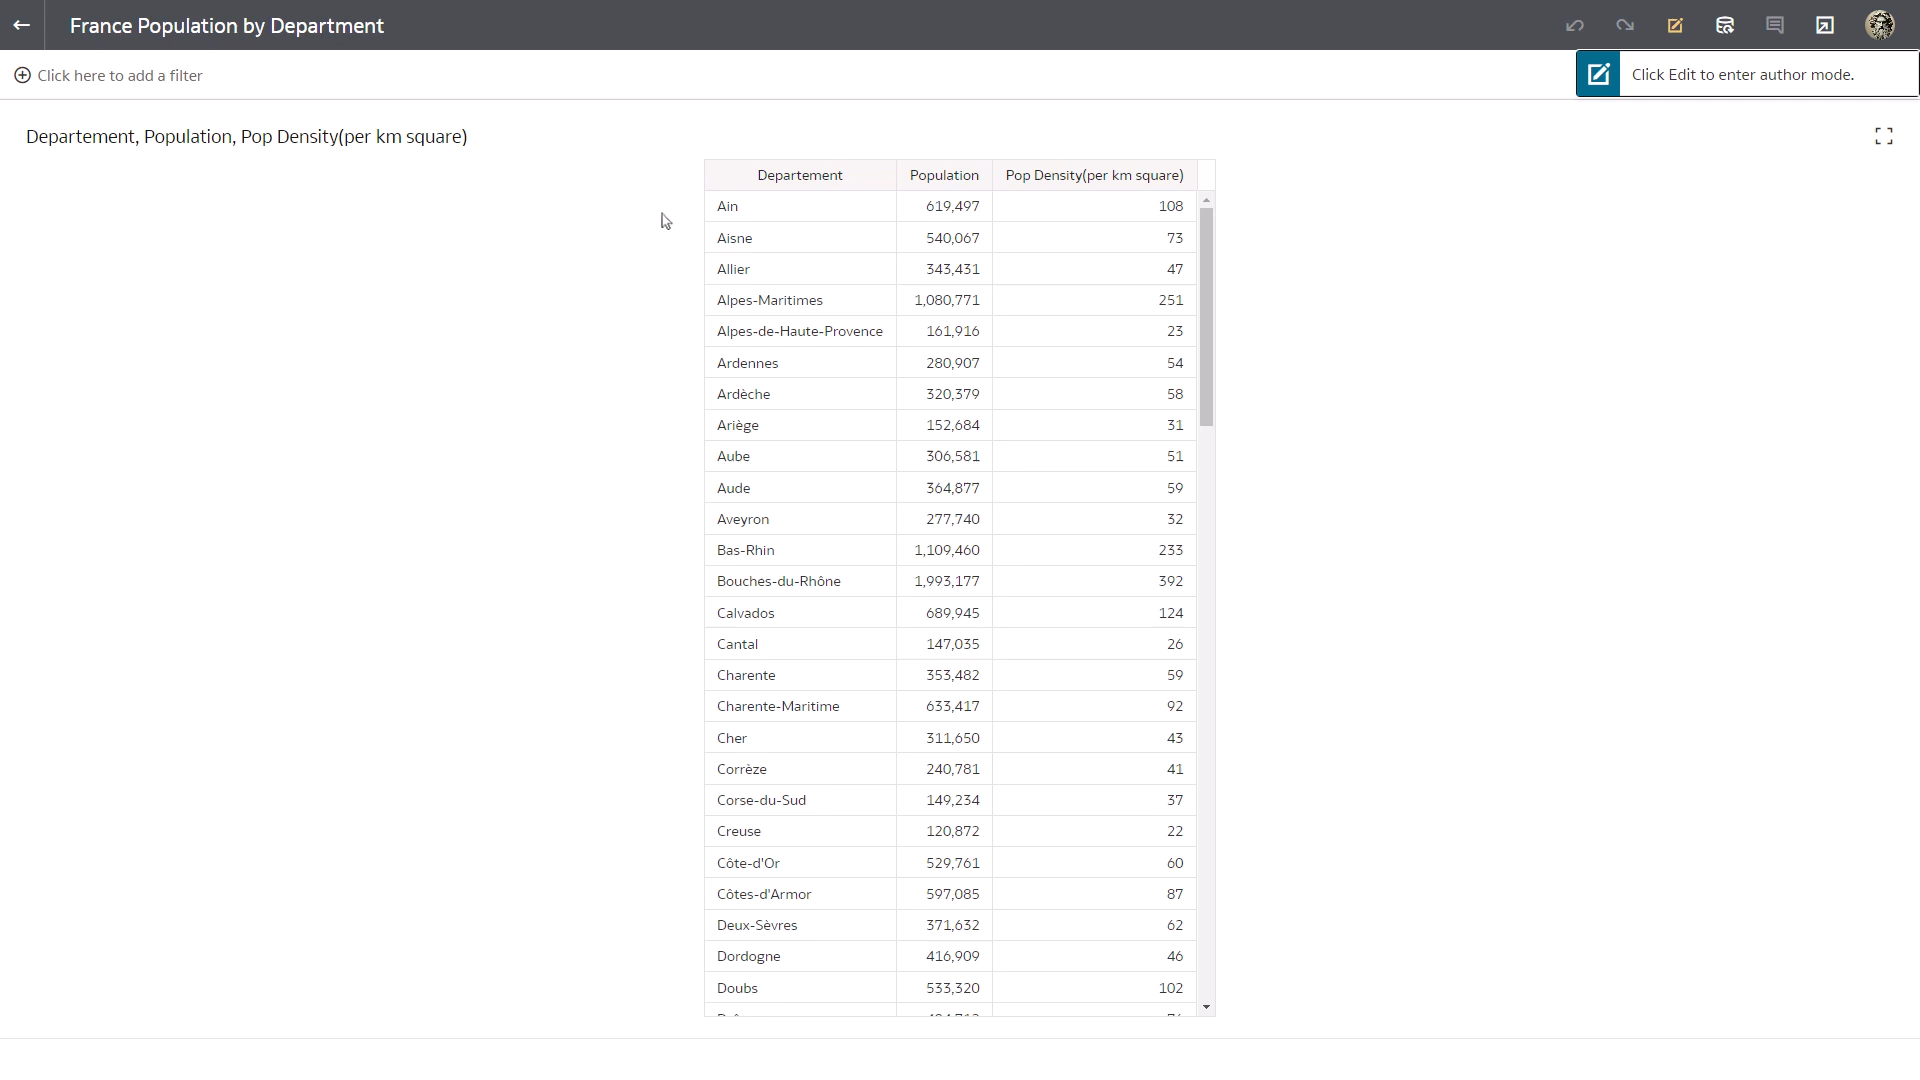 France Population by Department
Click here to add a filter
Click Edit to enter author mode.
Departement, Population, Pop Density(per km square)
Departement Population Pop Density(per km square)
Ain 619,497 108
Aisne 540,067 73
Allier 343,431 47
Alpes-Maritimes 1,080,771 251
Alpes-de-Haute-Provence 161,916 23
Ardennes 280,907 54
Ardèche 320,379 58
Ariège 152,684 31
Aube 306,581 51
Aude 364,877 59
Aveyron 277,740 32
Bas-Rhin 1,109,460 233
Bouches-du-Rhône 1,993,177 392
Calvados 689,945 124
Cantal 147,035 26
Charente 353,482 59
Charente-Maritime 633,417 92
Cher 311,650 43
Corrèze 240,781 41
Corse-du-Sud 149,234 37
Creuse 120,872 22
Côte-d'Or 529,761 60
Côtes-d'Armor 597,085 87
Deux-Sèvres 371,632 62
Dordogne 416,909 46
Doubs 533,320 102